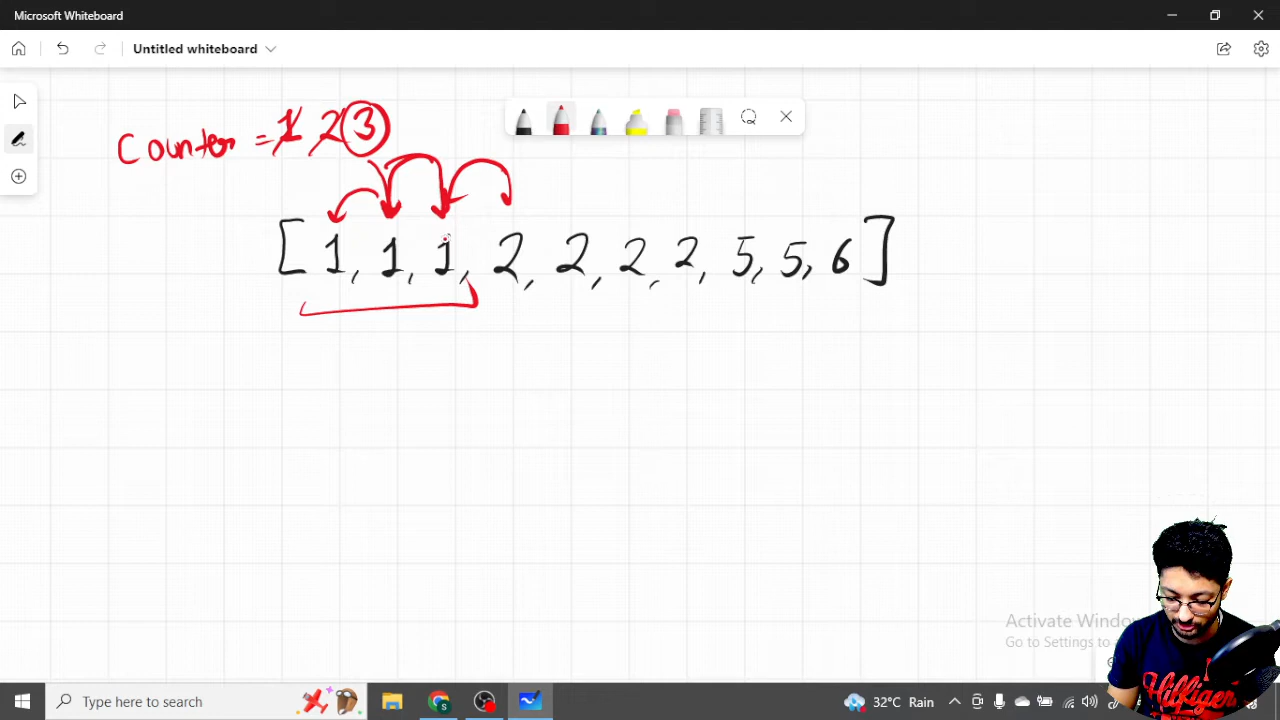 Microsoft Whiteboard
Untitled whiteboard
Counter = 1 2 3
[ 1, 1, 1, 2, 2, 2, 2, 5, 5, 6 ]
Activate Windo
Go to Settings to
Hilfiger
Type here to search
32°C Rain